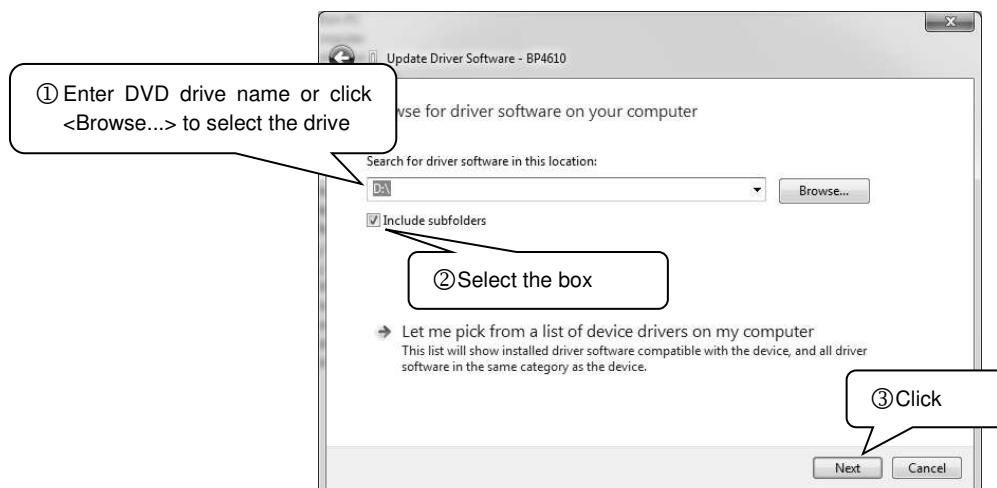 Update Driver Software - BP4610
① Enter DVD drive name or click
<Browse...> to select the drive
wse for driver software on your computer
Search for driver software in this location:
D:\
Browse...
Include subfolders
②Select the box
Let me pick from a list of device drivers on my computer
This list will show installed driver software compatible with the device, and all driver
software in the same category as the device.
③Click
Next
Cancel